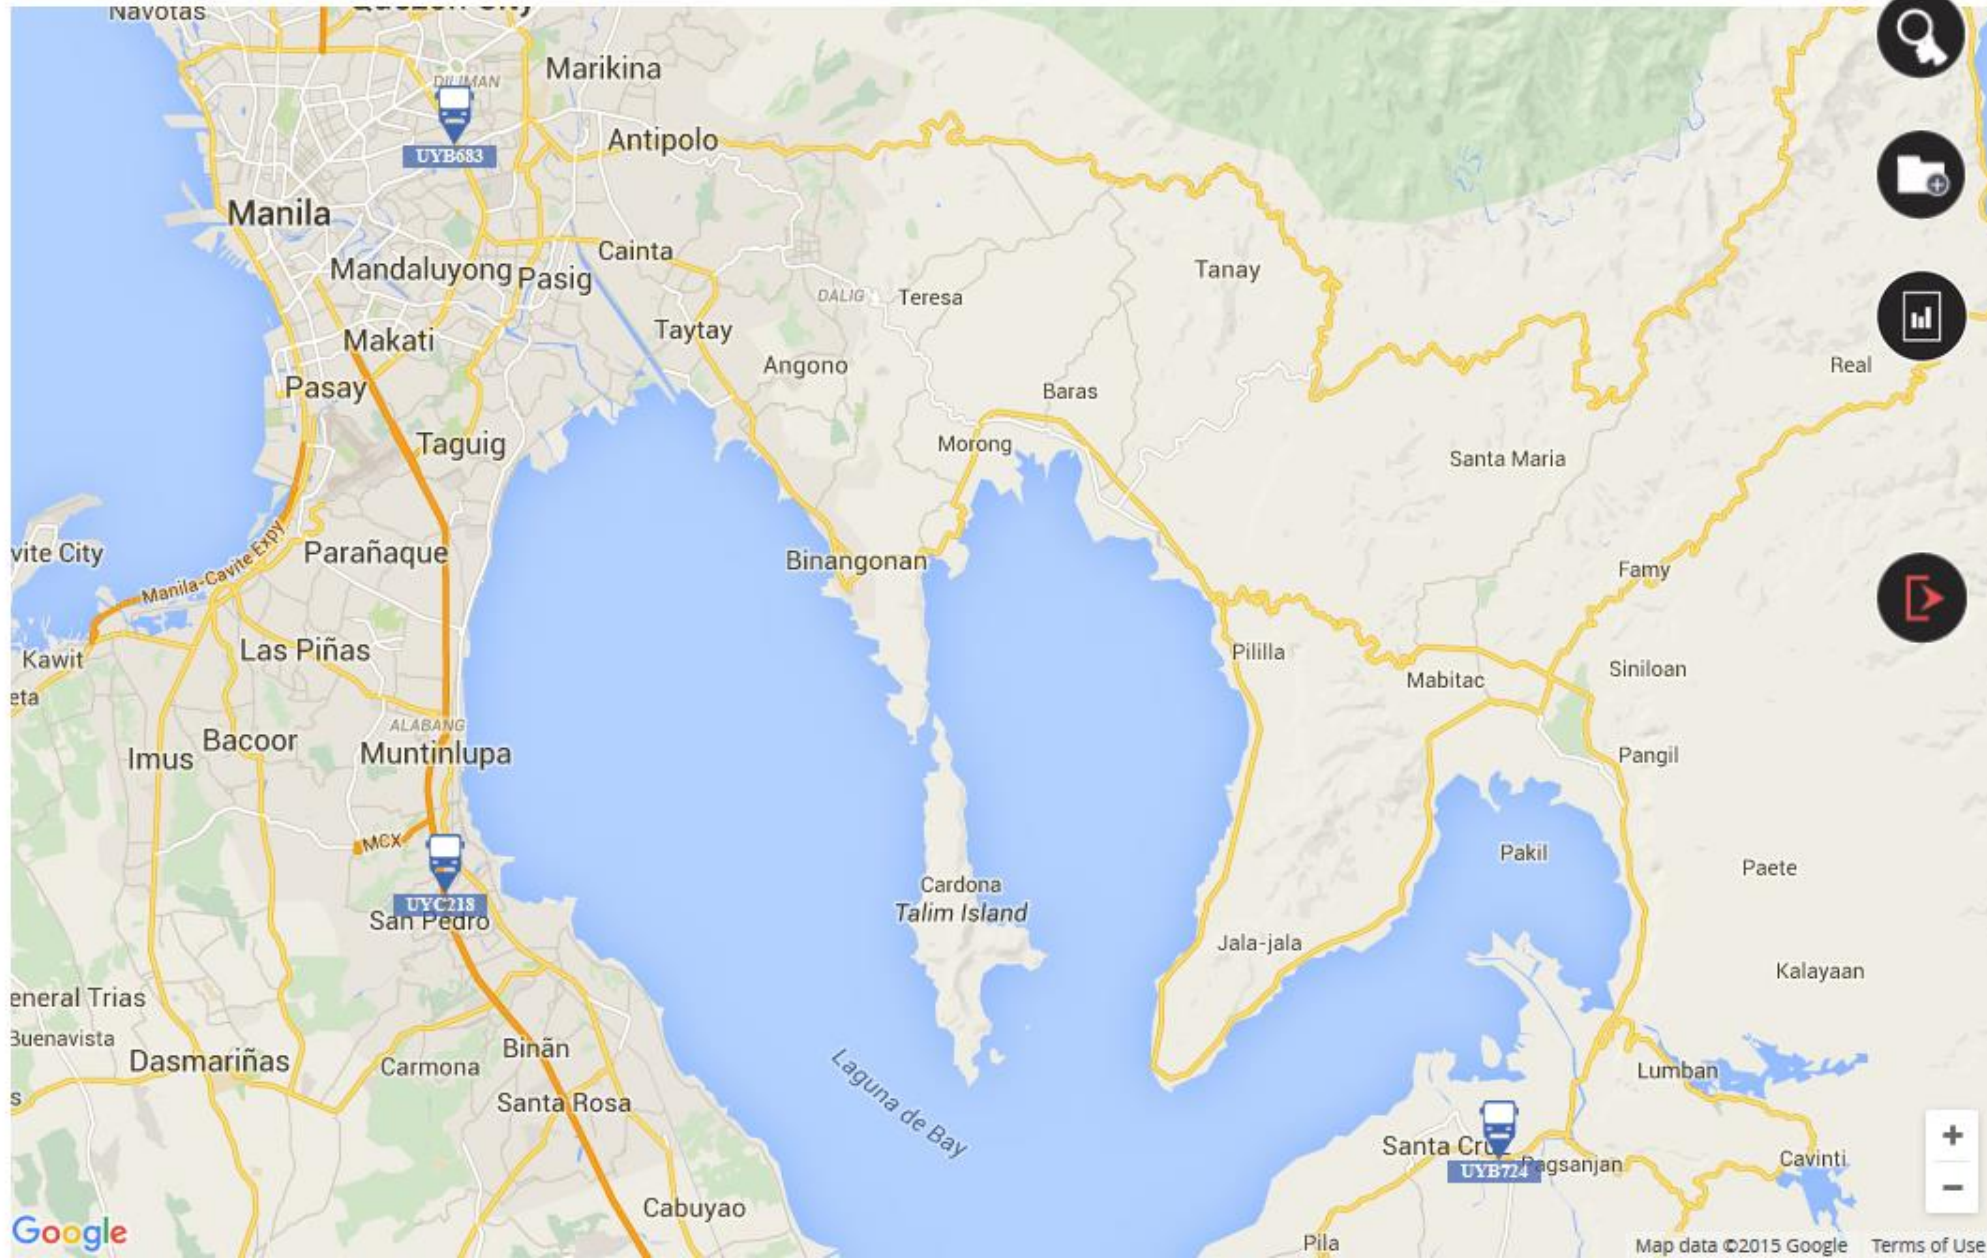 Navotas
Quezon City
DILIMAN
Marikina
UYB683
Antipolo
Manila
Cainta
Mandaluyong
Pasig
Tanay
DALIG
Teresa
Taytay
Makati
Angono
Real
Pasay
Baras
Taguig
Morong
Santa Maria
vite City
Parañaque
Manila-Cavite Expy
Binangonan
Famy
Kawit
Las Piñas
Pililla
Siniloan
Mabitac
eta
ALABANG
Bacoor
Imus
Muntinlupa
Pangil
MCX
Pakil
Paete
Cardona
Talim Island
UYC218
San Pedro
Jala-jala
Kalayaan
eneral Trias
Buenavista
Dasmariñas
Carmona
Binãn
Laguna de Bay
Lumban
s
Santa Rosa
Santa Cruz
UYB724
Pagsanjan
Cavinti
Cabuyao
Pila
Google
Map data ©2015 Google
Terms of Use
+
−